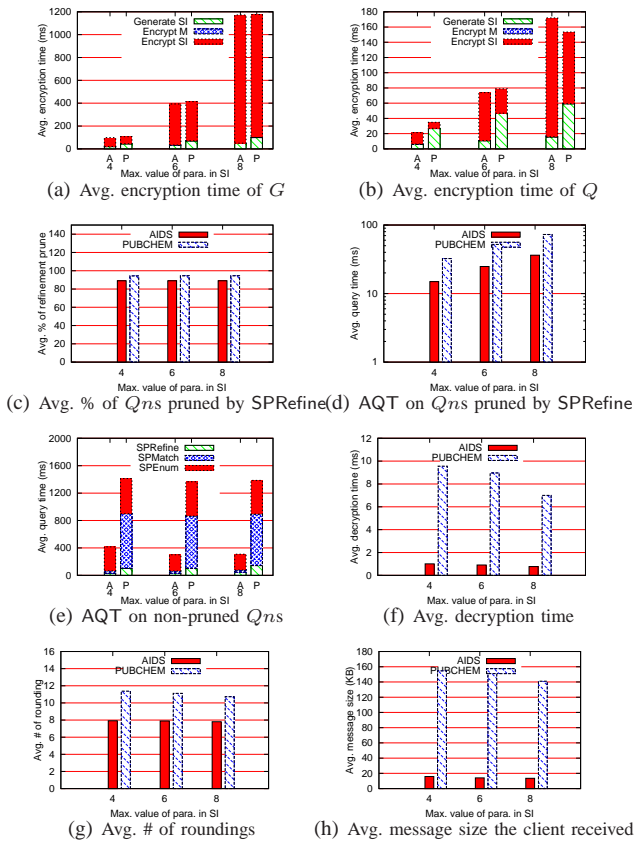 1200
1000
800
600
400
200
0
Avg. encryption time (ms)
Generate SI
Encrypt M
Encrypt SI
A P A P A P
4 6 8
Max. value of para. in SI
(a) Avg. encryption time of G
180
160
140
120
100
80
60
40
20
0
Avg. encryption time (ms)
Generate SI
Encrypt M
Encrypt SI
A P A P A P
4 6 8
Max. value of para. in SI
(b) Avg. encryption time of Q
140
120
100
80
60
40
20
0
Avg. % of refinement prune
AIDS
PUBCHEM
4 6 8
Max. value of para. in SI
(c) Avg. % of Qns pruned by SPRefine
100
10
1
Avg. query time (ms)
AIDS
PUBCHEM
4 6 8
Max. value of para. in SI
(d) AQT on Qns pruned by SPRefine
2000
1600
1200
800
400
0
Avg. query time (ms)
SPRefine
SPMatch
SPEnum
A P A P A P
4 6 8
Max. value of para. in SI
(e) AQT on non-pruned Qns
12
10
8
6
4
2
0
Avg. decryption time (ms)
AIDS
PUBCHEM
4 6 8
Max. value of para. in SI
(f) Avg. decryption time
16
14
12
10
8
6
4
2
0
Avg. # of rounding
AIDS
PUBCHEM
4 6 8
Max. value of para. in SI
(g) Avg. # of roundings
180
160
140
120
100
80
60
40
20
0
Avg. message size (KB)
AIDS
PUBCHEM
4 6 8
Max. value of para. in SI
(h) Avg. message size the client received